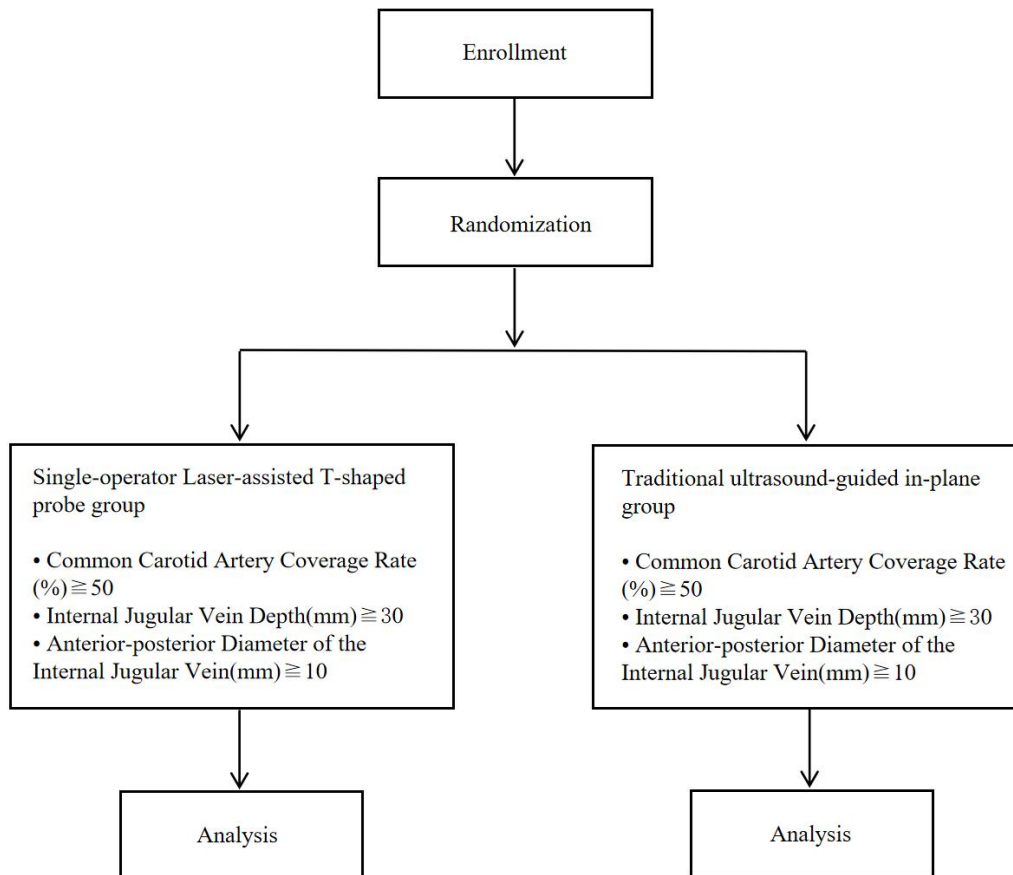 Enrollment
Randomization
Single-operator Laser-assisted T-shaped
probe group
• Common Carotid Artery Coverage Rate
(%)≧50
• Internal Jugular Vein Depth(mm)≧30
• Anterior-posterior Diameter of the
Internal Jugular Vein(mm)≧10
Traditional ultrasound-guided in-plane
group
• Common Carotid Artery Coverage Rate
(%)≧50
• Internal Jugular Vein Depth(mm)≧30
• Anterior-posterior Diameter of the
Internal Jugular Vein(mm)≧10
Analysis
Analysis